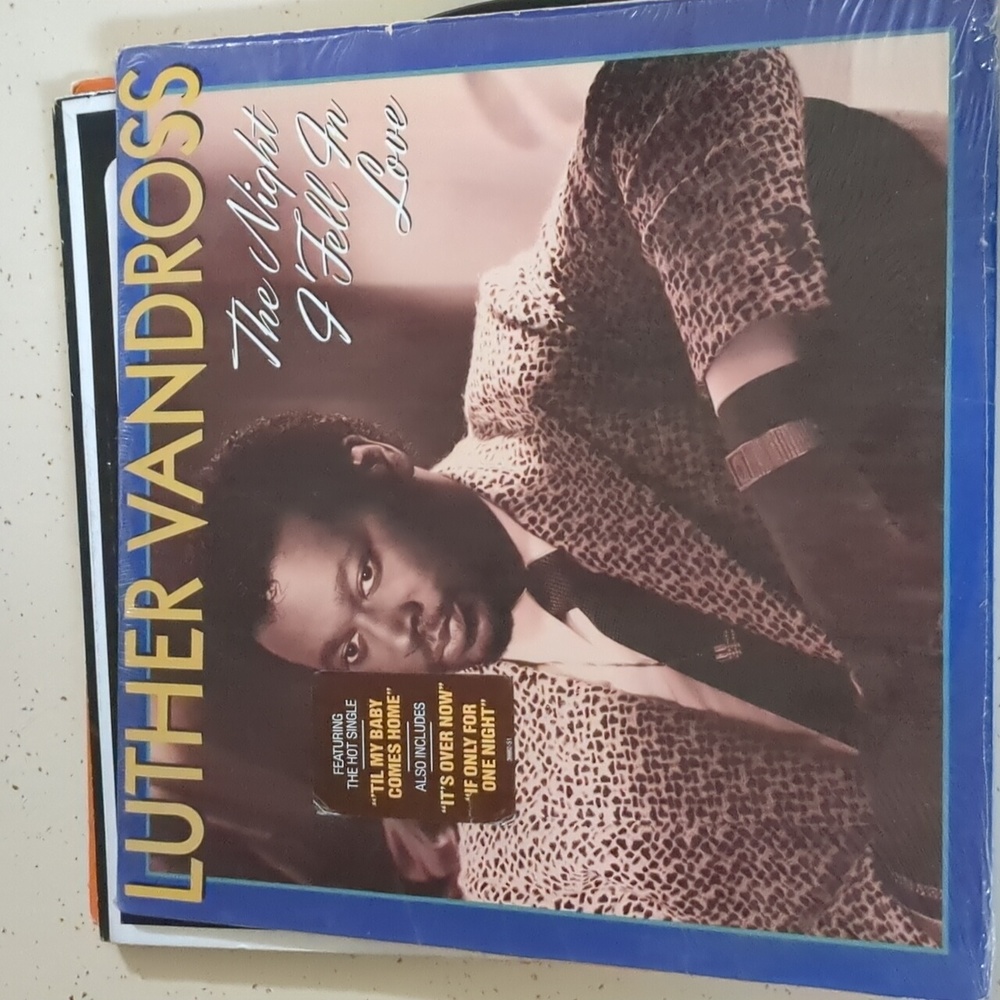 LUTHER VANDROSS
The Night
I Fell In
Love
FEATURING
THE HOT SINGLE
"'TIL MY BABY
COMES HOME"
ALSO INCLUDES
"IT'S OVER NOW"
"IF ONLY FOR
ONE NIGHT"